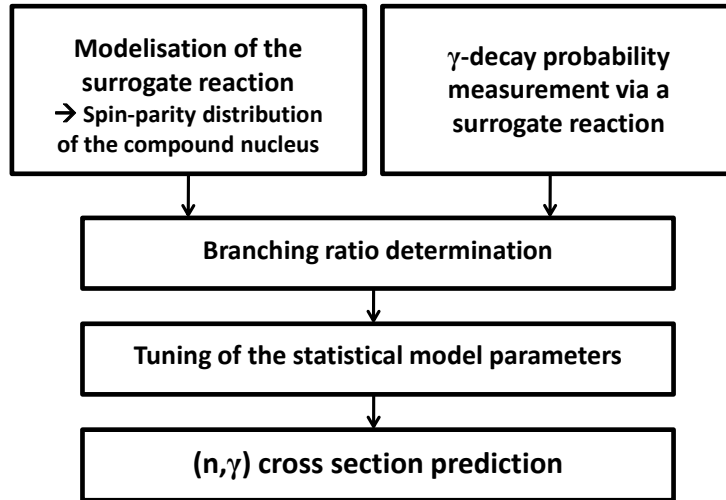 Modelisation of the
surrogate reaction
→ Spin-parity distribution
of the compound nucleus
γ-decay probability
measurement via a
surrogate reaction
Branching ratio determination
Tuning of the statistical model parameters
(n,γ) cross section prediction